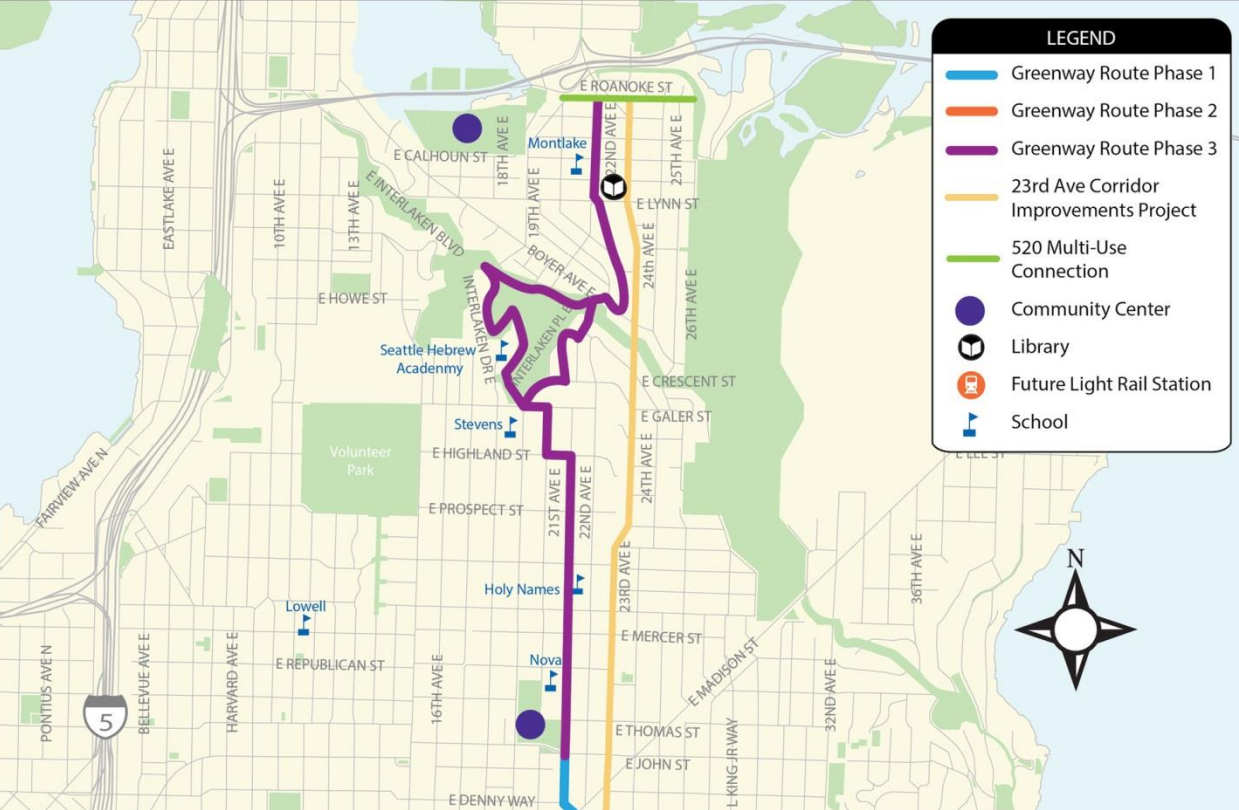 LEGEND
Greenway Route Phase 1
Greenway Route Phase 2
Greenway Route Phase 3
23rd Ave Corridor
Improvements Project
520 Multi-Use
Connection
Community Center
Library
Future Light Rail Station
School
E ROANOKE ST
Montlake
22ND AVE E
25TH AVE E
E CALHOUN ST
18TH AVE E
19TH AVE E
E LYNN ST
EASTLAKE AVE E
10TH AVE E
13TH AVE E
E INTERLAKEN BLVD
BOYER AVE E
24th AVE E
26TH AVE E
E HOWE ST
INTERLAKEN DR E
INTERLAKEN PL E
Seattle Hebrew
Acadenmy
E CRESCENT ST
E GALER ST
Stevens
E HIGHLAND ST
Volunteer
Park
24TH AVE E
E LEE ST
FAIRVIEW AVE N
21ST AVE E
22ND AVE E
E PROSPECT ST
23RD AVE E
36TH AVE E
N
Holy Names
Lowell
E MERCER ST
E REPUBLICAN ST
E MADISON ST
Nova
PONTIUS AVE N
BELLEVUE AVE E
HARVARD AVE E
16TH AVE E
32ND AVE E
5
E THOMAS ST
E JOHN ST
L KING JR WAY
E DENNY WAY